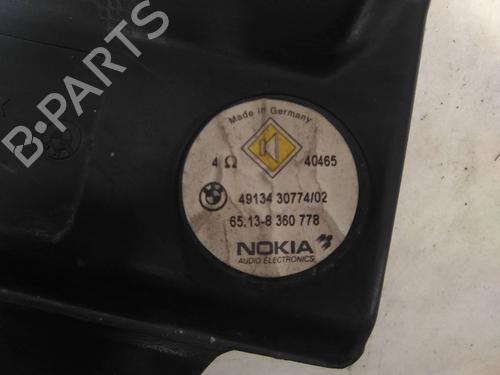 B-PARTS
Made in Germany
4 Ω 40465
49134 30774/02
65.13-8 360 778
NOKIA
AUDIO ELECTRONICS